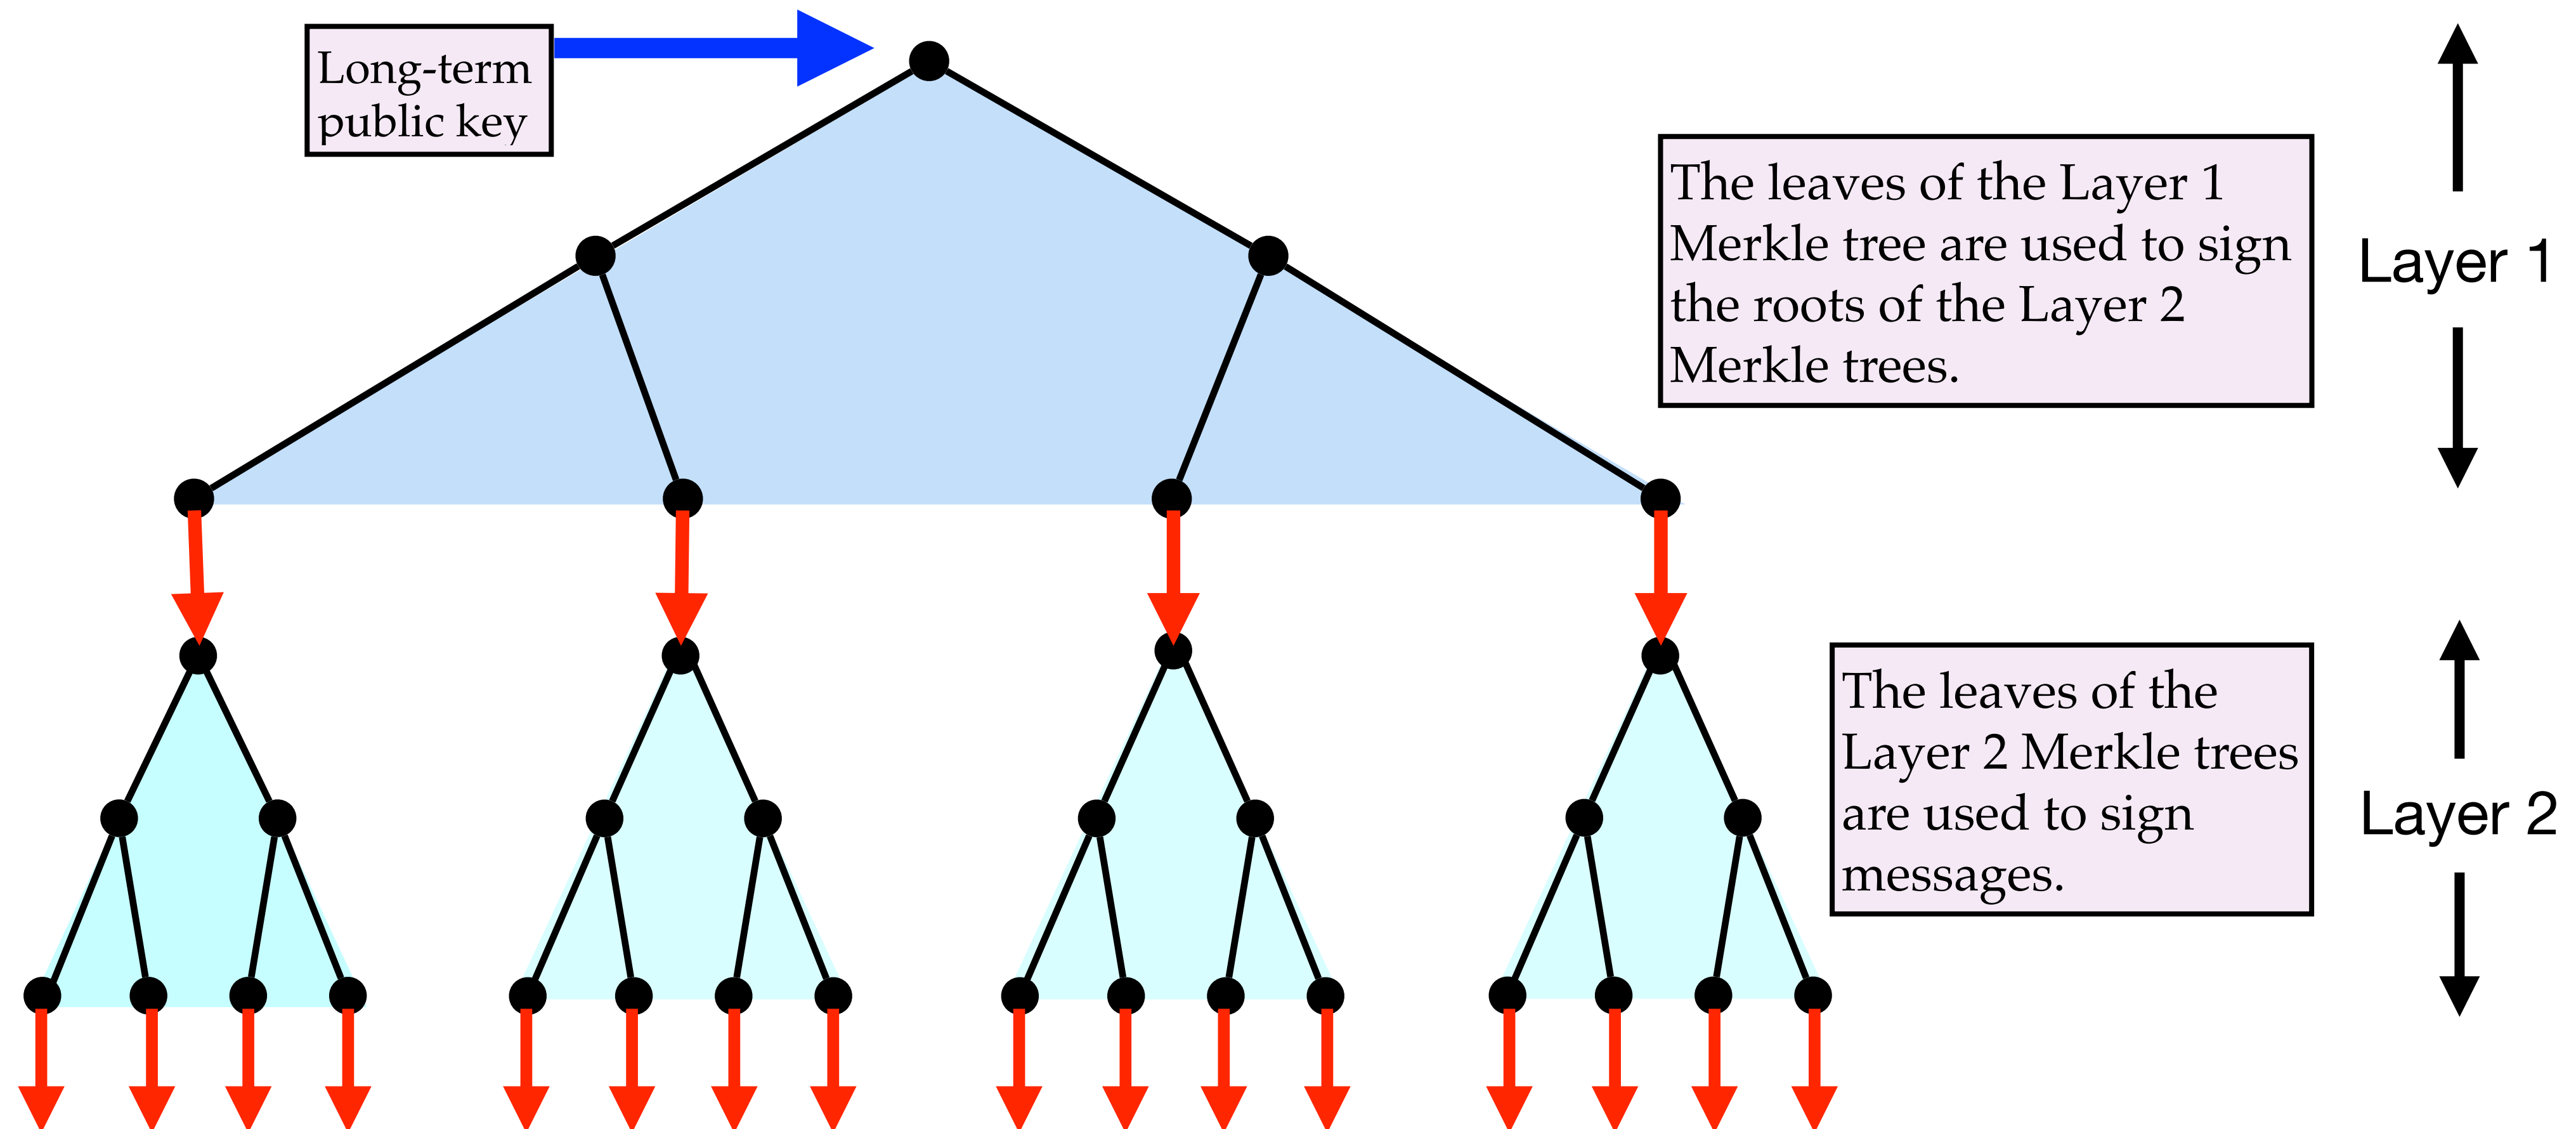 Long-term
public key
The leaves of the Layer 1
Merkle tree are used to sign
the roots of the Layer 2
Merkle trees.
Layer 1
The leaves of the
Layer 2 Merkle trees
are used to sign
messages.
Layer 2